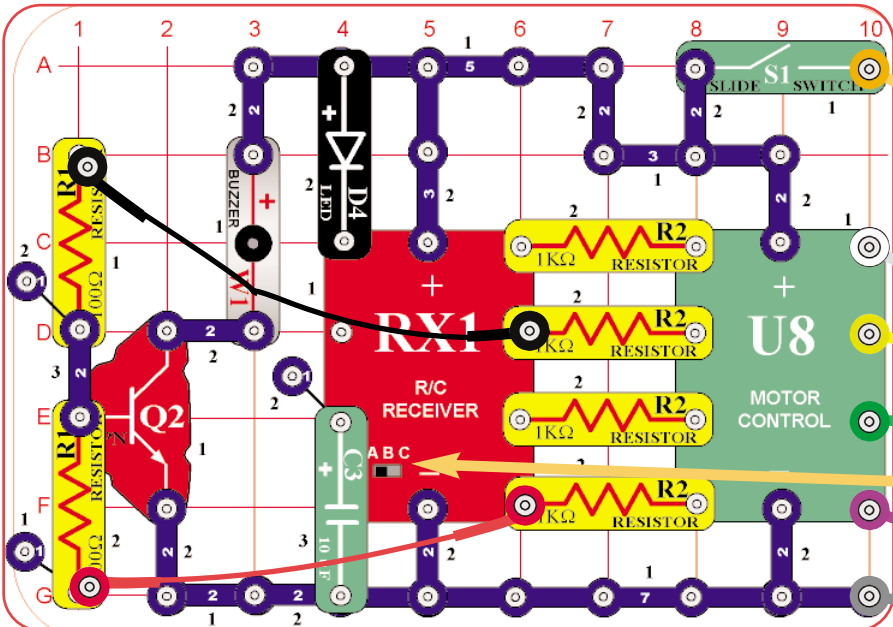 1 2 3 4 5 6 7 8 9 10
A
B
C
D
E
F
G
1
5
S1
SLIDE SWITCH
1
2
2
2
2
2
2
3
1
R1
RESIS
100Ω
1
2
1
BUZZER
+
W1
1
+
D4
LED
2
3
2
2
2
1
2
R2
1KΩ
RESISTOR
2
R2
1KΩ
RESISTOR
2
R2
1KΩ
RESISTOR
2
R2
1KΩ
RESISTOR
+
RX1
R/C
RECEIVER
A B C
−
1
+
U8
MOTOR
CONTROL
3
2
2
2
Q2
1
1
2
R1
RESISTOR
00Ω
2
1
1
+
C3
3
2
2
2
2
2
2
2
1
2
2
1
7